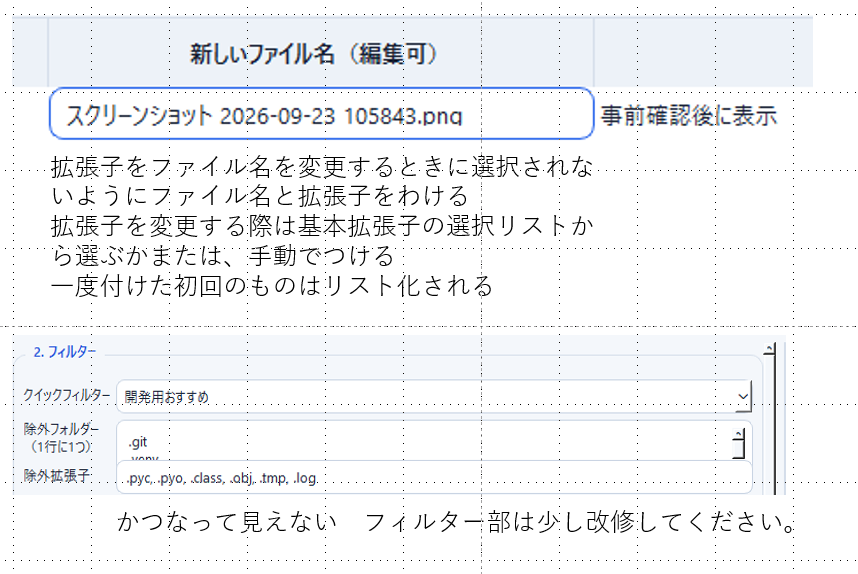 新しいファイル名（編集可）
スクリーンショット 2026-09-23 105843.png
事前確認後に表示
拡張子をファイル名を変更するときに選択されな
いようにファイル名と拡張子をわける
拡張子を変更する際は基本拡張子の選択リストか
ら選ぶかまたは、手動でつける
一度付けた初回のものはリスト化される
2. フィルター
クイックフィルター
開発用おすすめ
除外フォルダー
（1行に1つ）
.git
除外拡張子
.pyc, .pyo, .class, .obj, .tmp, .log
かつなって見えない　フィルター部は少し改修してください。